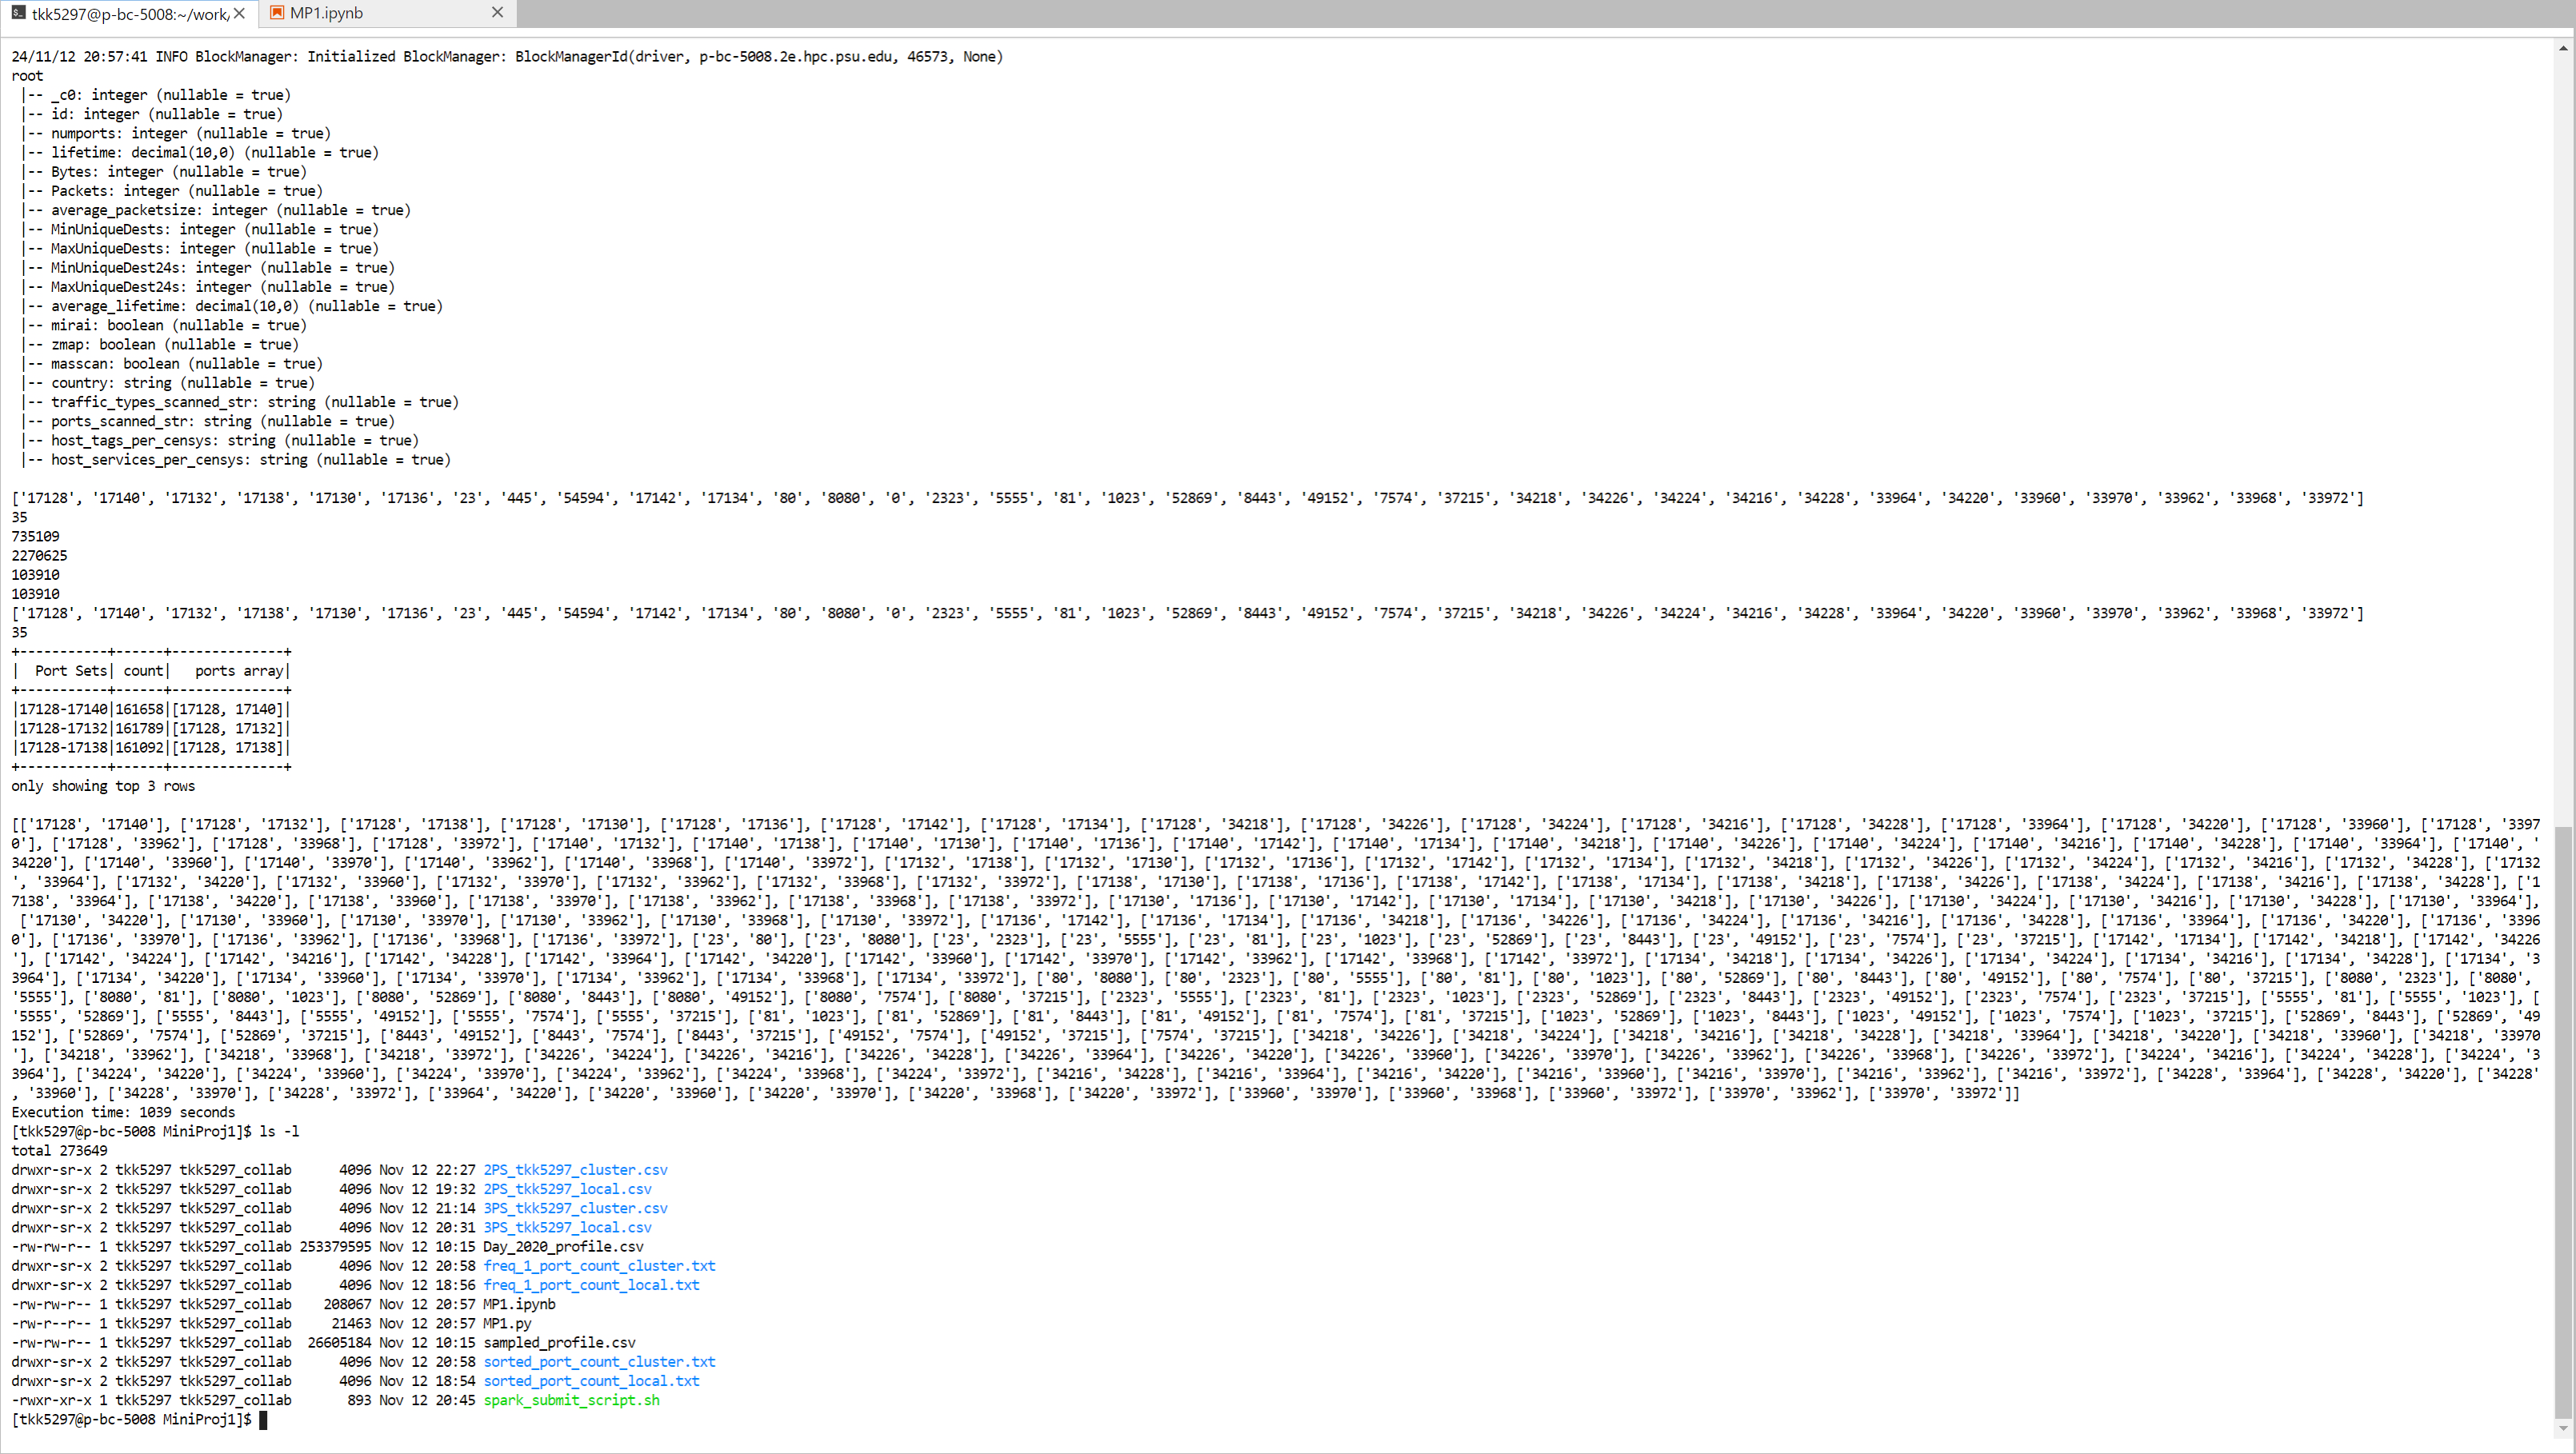 tkk5297@p-bc-5008:~/work/
MP1.ipynb
24/11/12 20:57:41 INFO BlockManager: Initialized BlockManager: BlockManagerId(driver, p-bc-5008.2e.hpc.psu.edu, 46573, None)
root
 |-- _c0: integer (nullable = true)
 |-- id: integer (nullable = true)
 |-- numports: integer (nullable = true)
 |-- lifetime: decimal(10,0) (nullable = true)
 |-- Bytes: integer (nullable = true)
 |-- Packets: integer (nullable = true)
 |-- average_packetsize: integer (nullable = true)
 |-- MinUniqueDests: integer (nullable = true)
 |-- MaxUniqueDests: integer (nullable = true)
 |-- MinUniqueDest24s: integer (nullable = true)
 |-- MaxUniqueDest24s: integer (nullable = true)
 |-- average_lifetime: decimal(10,0) (nullable = true)
 |-- mirai: boolean (nullable = true)
 |-- zmap: boolean (nullable = true)
 |-- masscan: boolean (nullable = true)
 |-- country: string (nullable = true)
 |-- traffic_types_scanned_str: string (nullable = true)
 |-- ports_scanned_str: string (nullable = true)
 |-- host_tags_per_censys: string (nullable = true)
 |-- host_services_per_censys: string (nullable = true)
['17128', '17140', '17132', '17138', '17130', '17136', '23', '445', '54594', '17142', '17134', '80', '8080', '0', '2323', '5555', '81', '1023', '52869', '8443', '49152', '7574', '37215', '34218', '34226', '34224', '34216', '34228', '33964', '34220', '33960', '33970', '33962', '33968', '33972']
35
735109
2270625
103910
103910
['17128', '17140', '17132', '17138', '17130', '17136', '23', '445', '54594', '17142', '17134', '80', '8080', '0', '2323', '5555', '81', '1023', '52869', '8443', '49152', '7574', '37215', '34218', '34226', '34224', '34216', '34228', '33964', '34220', '33960', '33970', '33962', '33968', '33972']
35
+-----------+------+--------------+
|  Port Sets| count|   ports array|
+-----------+------+--------------+
|17128-17140|161658|[17128, 17140]|
|17128-17132|161789|[17128, 17132]|
|17128-17138|161092|[17128, 17138]|
+-----------+------+--------------+
only showing top 3 rows
[['17128', '17140'], ['17128', '17132'], ['17128', '17138'], ['17128', '17130'], ['17128', '17136'], ['17128', '17142'], ['17128', '17134'], ['17128', '34218'], ['17128', '34226'], ['17128', '34224'], ['17128', '34216'], ['17128', '34228'], ['17128', '33964'], ['17128', '34220'], ['17128', '33960'], ['17128', '3397
0'], ['17128', '33962'], ['17128', '33968'], ['17128', '33972'], ['17140', '17132'], ['17140', '17138'], ['17140', '17130'], ['17140', '17136'], ['17140', '17142'], ['17140', '17134'], ['17140', '34218'], ['17140', '34226'], ['17140', '34224'], ['17140', '34216'], ['17140', '34228'], ['17140', '33964'], ['17140', '
34220'], ['17140', '33960'], ['17140', '33970'], ['17140', '33962'], ['17140', '33968'], ['17140', '33972'], ['17132', '17138'], ['17132', '17130'], ['17132', '17136'], ['17132', '17142'], ['17132', '17134'], ['17132', '34218'], ['17132', '34226'], ['17132', '34224'], ['17132', '34216'], ['17132', '34228'], ['17132
', '33964'], ['17132', '34220'], ['17132', '33960'], ['17132', '33970'], ['17132', '33962'], ['17132', '33968'], ['17132', '33972'], ['17138', '17130'], ['17138', '17136'], ['17138', '17142'], ['17138', '17134'], ['17138', '34218'], ['17138', '34226'], ['17138', '34224'], ['17138', '34216'], ['17138', '34228'], ['1
7138', '33964'], ['17138', '34220'], ['17138', '33960'], ['17138', '33970'], ['17138', '33962'], ['17138', '33968'], ['17138', '33972'], ['17130', '17136'], ['17130', '17142'], ['17130', '17134'], ['17130', '34218'], ['17130', '34226'], ['17130', '34224'], ['17130', '34216'], ['17130', '34228'], ['17130', '33964'],
 ['17130', '34220'], ['17130', '33960'], ['17130', '33970'], ['17130', '33962'], ['17130', '33968'], ['17130', '33972'], ['17136', '17142'], ['17136', '17134'], ['17136', '34218'], ['17136', '34226'], ['17136', '34224'], ['17136', '34216'], ['17136', '34228'], ['17136', '33964'], ['17136', '34220'], ['17136', '3396
0'], ['17136', '33970'], ['17136', '33962'], ['17136', '33968'], ['17136', '33972'], ['23', '80'], ['23', '8080'], ['23', '2323'], ['23', '5555'], ['23', '81'], ['23', '1023'], ['23', '52869'], ['23', '8443'], ['23', '49152'], ['23', '7574'], ['23', '37215'], ['17142', '17134'], ['17142', '34218'], ['17142', '34226
'], ['17142', '34224'], ['17142', '34216'], ['17142', '34228'], ['17142', '33964'], ['17142', '34220'], ['17142', '33960'], ['17142', '33970'], ['17142', '33962'], ['17142', '33968'], ['17142', '33972'], ['17134', '34218'], ['17134', '34226'], ['17134', '34224'], ['17134', '34216'], ['17134', '34228'], ['17134', '3
3964'], ['17134', '34220'], ['17134', '33960'], ['17134', '33970'], ['17134', '33962'], ['17134', '33968'], ['17134', '33972'], ['80', '8080'], ['80', '2323'], ['80', '5555'], ['80', '81'], ['80', '1023'], ['80', '52869'], ['80', '8443'], ['80', '49152'], ['80', '7574'], ['80', '37215'], ['8080', '2323'], ['8080',
'5555'], ['8080', '81'], ['8080', '1023'], ['8080', '52869'], ['8080', '8443'], ['8080', '49152'], ['8080', '7574'], ['8080', '37215'], ['2323', '5555'], ['2323', '81'], ['2323', '1023'], ['2323', '52869'], ['2323', '8443'], ['2323', '49152'], ['2323', '7574'], ['2323', '37215'], ['5555', '81'], ['5555', '1023'], [
'5555', '52869'], ['5555', '8443'], ['5555', '49152'], ['5555', '7574'], ['5555', '37215'], ['81', '1023'], ['81', '52869'], ['81', '8443'], ['81', '49152'], ['81', '7574'], ['81', '37215'], ['1023', '52869'], ['1023', '8443'], ['1023', '49152'], ['1023', '7574'], ['1023', '37215'], ['52869', '8443'], ['52869', '49
152'], ['52869', '7574'], ['52869', '37215'], ['8443', '49152'], ['8443', '7574'], ['8443', '37215'], ['49152', '7574'], ['49152', '37215'], ['7574', '37215'], ['34218', '34226'], ['34218', '34224'], ['34218', '34216'], ['34218', '34228'], ['34218', '33964'], ['34218', '34220'], ['34218', '33960'], ['34218', '33970
'], ['34218', '33962'], ['34218', '33968'], ['34218', '33972'], ['34226', '34224'], ['34226', '34216'], ['34226', '34228'], ['34226', '33964'], ['34226', '34220'], ['34226', '33960'], ['34226', '33970'], ['34226', '33962'], ['34226', '33968'], ['34226', '33972'], ['34224', '34216'], ['34224', '34228'], ['34224', '3
3964'], ['34224', '34220'], ['34224', '33960'], ['34224', '33970'], ['34224', '33962'], ['34224', '33968'], ['34224', '33972'], ['34216', '34228'], ['34216', '33964'], ['34216', '34220'], ['34216', '33960'], ['34216', '33970'], ['34216', '33962'], ['34216', '33972'], ['34228', '33964'], ['34228', '34220'], ['34228'
, '33960'], ['34228', '33970'], ['34228', '33972'], ['33964', '34220'], ['34220', '33960'], ['34220', '33970'], ['34220', '33968'], ['34220', '33972'], ['33960', '33970'], ['33960', '33968'], ['33960', '33972'], ['33970', '33962'], ['33970', '33972']]
Execution time: 1039 seconds
[tkk5297@p-bc-5008 MiniProj1]$ ls -l
total 273649
drwxr-sr-x 2 tkk5297 tkk5297_collab      4096 Nov 12 22:27 2PS_tkk5297_cluster.csv
drwxr-sr-x 2 tkk5297 tkk5297_collab      4096 Nov 12 19:32 2PS_tkk5297_local.csv
drwxr-sr-x 2 tkk5297 tkk5297_collab      4096 Nov 12 21:14 3PS_tkk5297_cluster.csv
drwxr-sr-x 2 tkk5297 tkk5297_collab      4096 Nov 12 20:31 3PS_tkk5297_local.csv
-rw-rw-r-- 1 tkk5297 tkk5297_collab 253379595 Nov 12 10:15 Day_2020_profile.csv
drwxr-sr-x 2 tkk5297 tkk5297_collab      4096 Nov 12 20:58 freq_1_port_count_cluster.txt
drwxr-sr-x 2 tkk5297 tkk5297_collab      4096 Nov 12 18:56 freq_1_port_count_local.txt
-rw-rw-r-- 1 tkk5297 tkk5297_collab    208067 Nov 12 20:57 MP1.ipynb
-rw-r--r-- 1 tkk5297 tkk5297_collab     21463 Nov 12 20:57 MP1.py
-rw-rw-r-- 1 tkk5297 tkk5297_collab  26605184 Nov 12 10:15 sampled_profile.csv
drwxr-sr-x 2 tkk5297 tkk5297_collab      4096 Nov 12 20:58 sorted_port_count_cluster.txt
drwxr-sr-x 2 tkk5297 tkk5297_collab      4096 Nov 12 18:54 sorted_port_count_local.txt
-rwxr-xr-x 1 tkk5297 tkk5297_collab       893 Nov 12 20:45 spark_submit_script.sh
[tkk5297@p-bc-5008 MiniProj1]$